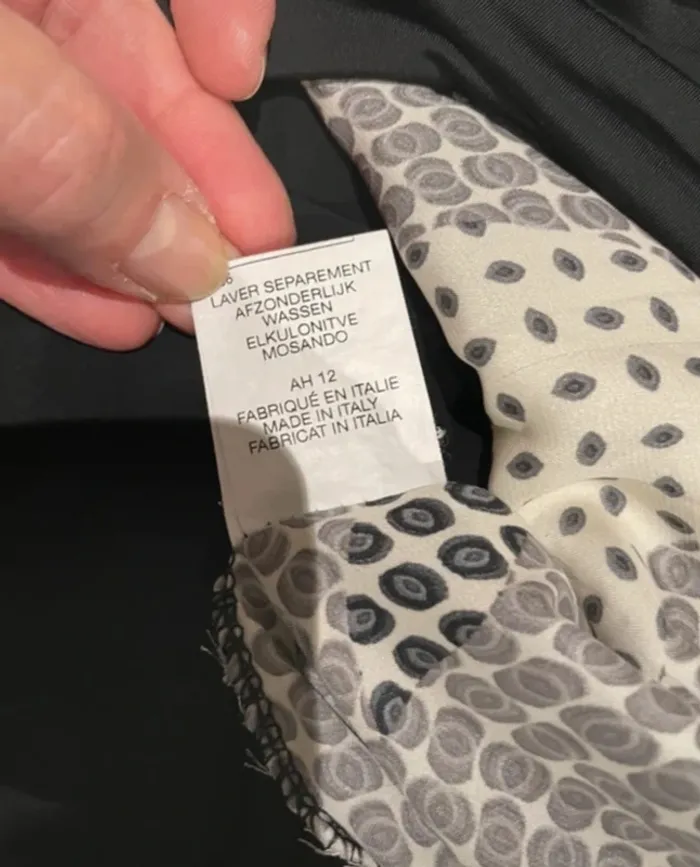 %
LAVER SEPAREMENT
AFZONDERLIJK
WASSEN
ELKULONITVE
MOSANDO
AH 12
FABRIQUÉ EN ITALIE
MADE IN ITALY
FABRICAT IN ITALIA